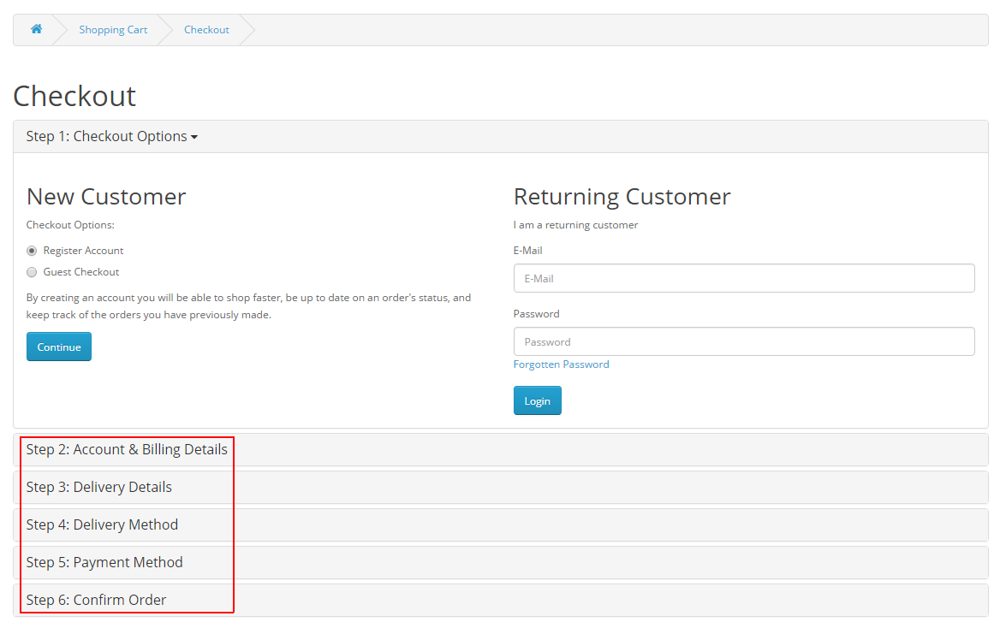 Shopping Cart
Checkout
Checkout
Step 1: Checkout Options
New Customer
Checkout Options:
Register Account
Guest Checkout
By creating an account you will be able to shop faster, be up to date on an order's status, and
keep track of the orders you have previously made.
Continue
Returning Customer
I am a returning customer
E-Mail
E-Mail
Password
Password
Forgotten Password
Login
Step 2: Account & Billing Details
Step 3: Delivery Details
Step 4: Delivery Method
Step 5: Payment Method
Step 6: Confirm Order